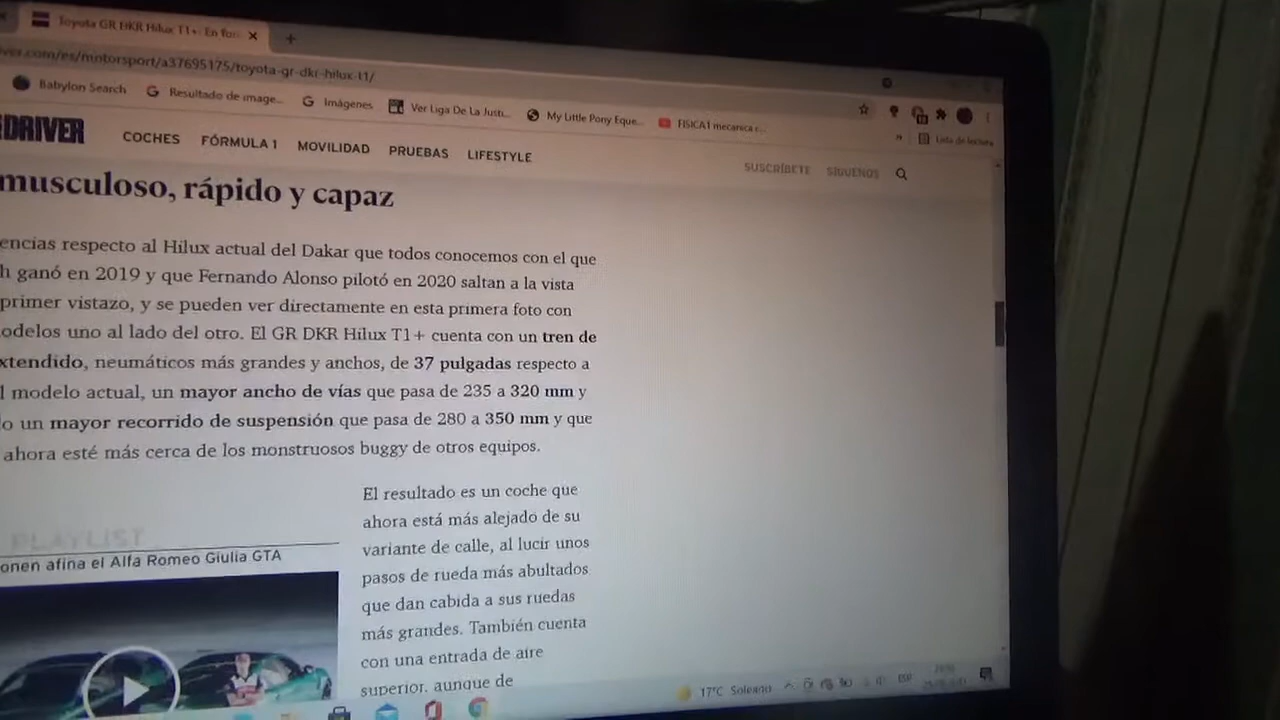 Toyota GR DKR Hilux T1+: En for
ver.com/es/motorsport/a37695175/toyota-gr-dkr-hilux-t1/
Babylon Search Resultado de image... Imágenes Ver Liga De La Justi... My Little Pony Eque... FISICA1 mecanica r...
Lista de lectura
DRIVER COCHES FÓRMULA 1 MOVILIDAD PRUEBAS LIFESTYLE SUSCRÍBETE SÍGUENOS
musculoso, rápido y capaz
encias respecto al Hilux actual del Dakar que todos conocemos con el que
h ganó en 2019 y que Fernando Alonso pilotó en 2020 saltan a la vista
primer vistazo, y se pueden ver directamente en esta primera foto con
odelos uno al lado del otro. El GR DKR Hilux T1+ cuenta con un tren de
xtendido, neumáticos más grandes y anchos, de 37 pulgadas respecto a
l modelo actual, un mayor ancho de vías que pasa de 235 a 320 mm y
o un mayor recorrido de suspensión que pasa de 280 a 350 mm y que
ahora esté más cerca de los monstruosos buggy de otros equipos.
PLAYLIST
onen afina el Alfa Romeo Giulia GTA
El resultado es un coche que
ahora está más alejado de su
variante de calle, al lucir unos
pasos de rueda más abultados
que dan cabida a sus ruedas
más grandes. También cuenta
con una entrada de aire
superior, aunque de
17°C Soleado ESP